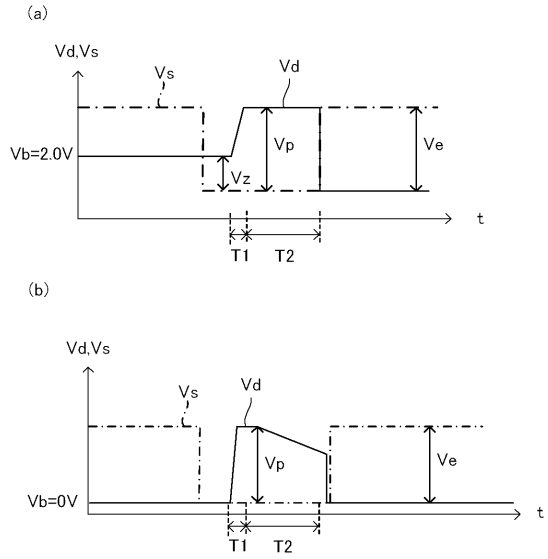 (a)
Vd,Vs
Vs
Vd
Vb=2.0V
Vp
Ve
Vz
t
T1
T2
(b)
Vd,Vs
Vs
Vd
Vp
Ve
Vb=0V
t
T1
T2